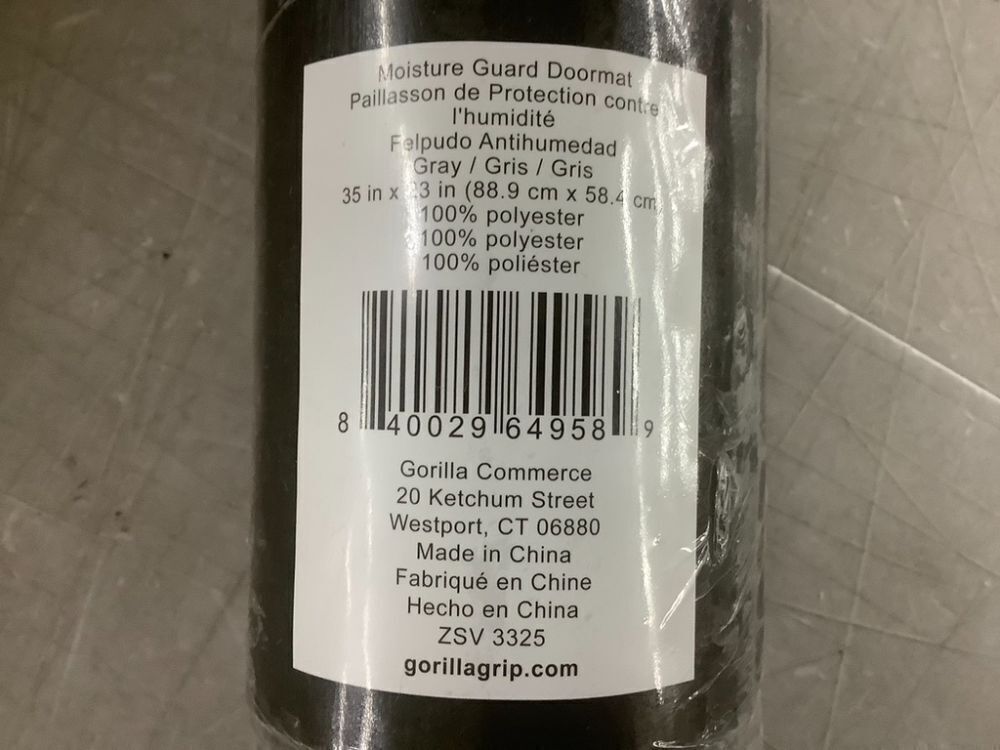 Moisture Guard Doormat
Paillasson de Protection contre
l'humidité
Felpudo Antihumedad
Gray / Gris / Gris
35 in x 23 in (88.9 cm x 58.4 cm
100% polyester
100% polyester
100% poliéster
8 40029 64958 9
Gorilla Commerce
20 Ketchum Street
Westport, CT 06880
Made in China
Fabriqué en Chine
Hecho en China
ZSV 3325
gorillagrip.com